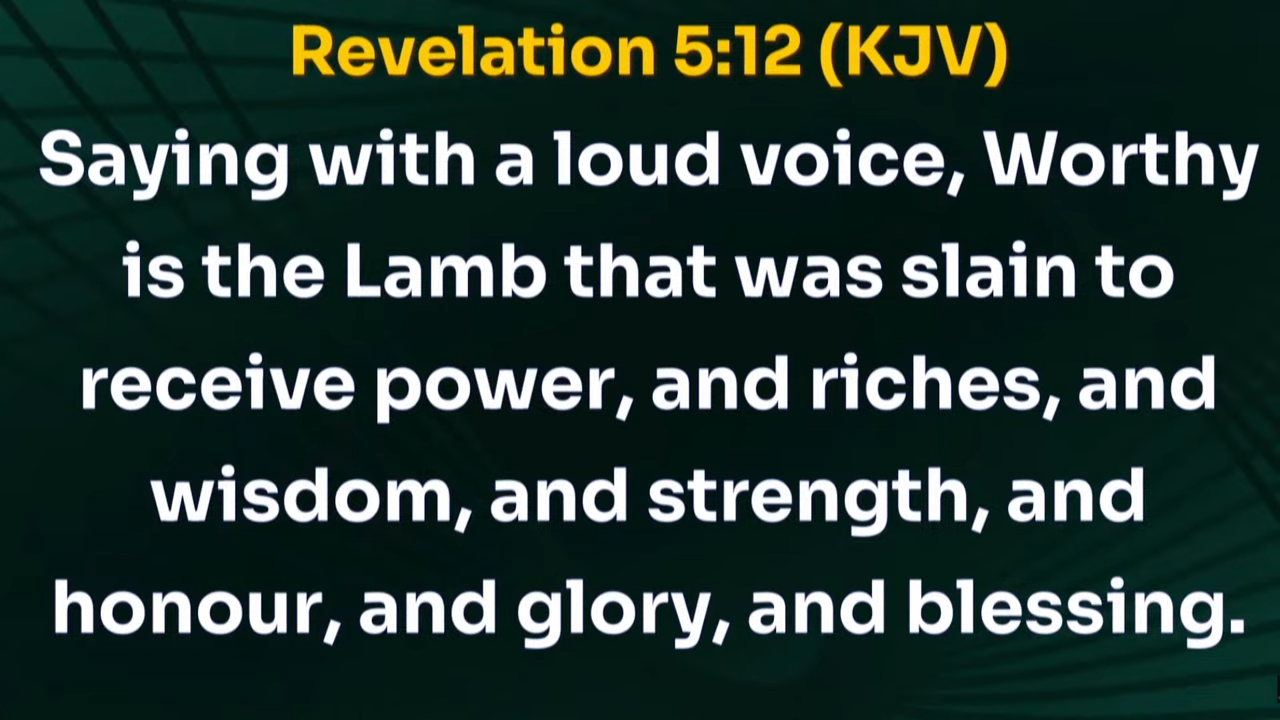 Revelation 5:12 (KJV)
Saying with a loud voice, Worthy
is the Lamb that was slain to
receive power, and riches, and
wisdom, and strength, and
honour, and glory, and blessing.